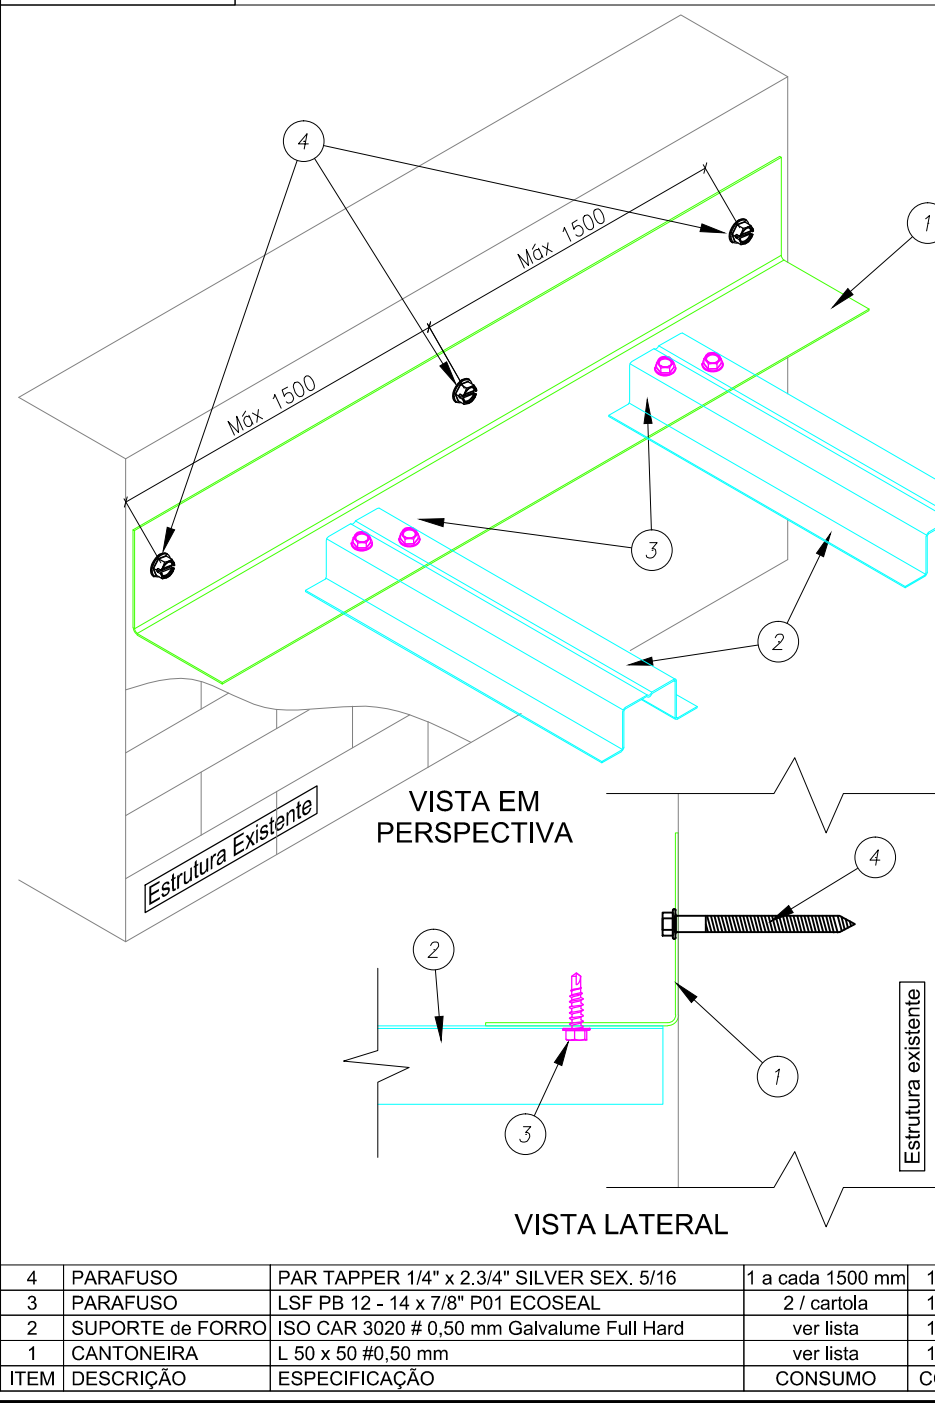 4
Máx 1500
1
Máx 1500
3
2
Estrutura Existente
VISTA EM
PERSPECTIVA
4
2
1
3
Estrutura existente
VISTA LATERAL
4 PARAFUSO PAR TAPPER 1/4" x 2.3/4" SILVER SEX. 5/16 1 a cada 1500 mm 1
3 PARAFUSO LSF PB 12 - 14 x 7/8" P01 ECOSEAL 2 / cartola 1
2 SUPORTE de FORRO ISO CAR 3020 # 0,50 mm Galvalume Full Hard ver lista 1
1 CANTONEIRA L 50 x 50 #0,50 mm ver lista 1
ITEM DESCRIÇÃO ESPECIFICAÇÃO CONSUMO